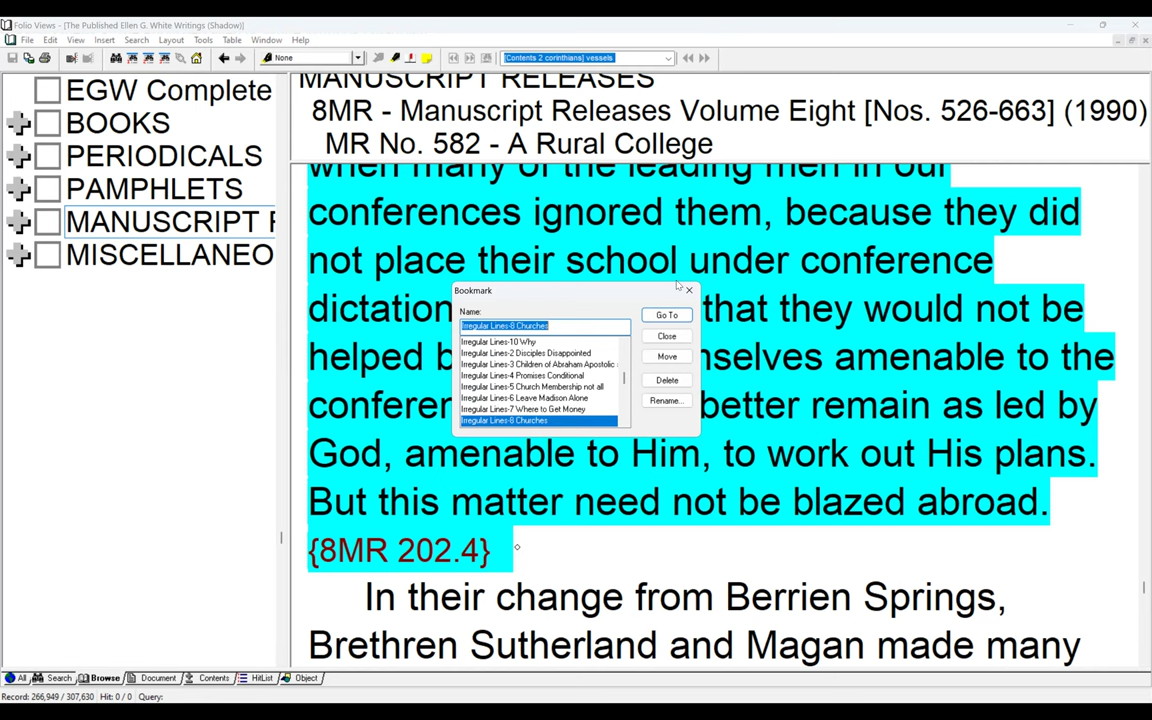 Folio Views - [The Published Ellen G. White Writings (Shadow)]
File Edit View Insert Search Layout Tools Table Window Help
None
[Contents 2 corinthians] vessels
EGW Complete
BOOKS
PERIODICALS
PAMPHLETS
MANUSCRIPT
MISCELLANEO
MANUSCRIPT RELEASES
8MR - Manuscript Releases Volume Eight [Nos. 526-663] (1990)
MR No. 582 - A Rural College
when many of the leading men in our
conferences ignored them, because they did
not place their school under conference
dictation
that they would not be
helped
mselves amenable to the
confere
better remain as led by
God, amenable to Him, to work out His plans.
But this matter need not be blazed abroad.
{8MR 202.4}
In their change from Berrien Springs,
Brethren Sutherland and Magan made many
Bookmark
Name:
Irregular Lines-8 Churches
Irregular Lines-10 Why
Irregular Lines-2 Disciples Disappointed
Irregular Lines-3 Children of Abraham Apostolic
Irregular Lines-4 Promises Conditional
Irregular Lines-5 Church Membership not all
Irregular Lines-6 Leave Madison Alone
Irregular Lines-7 Where to Get Money
Irregular Lines-8 Churches
Go To
Close
Move
Delete
Rename...
All Search Browse Document Contents HitList Object
Record: 266,949 / 307,630 Hit: 0 / 0 Query: